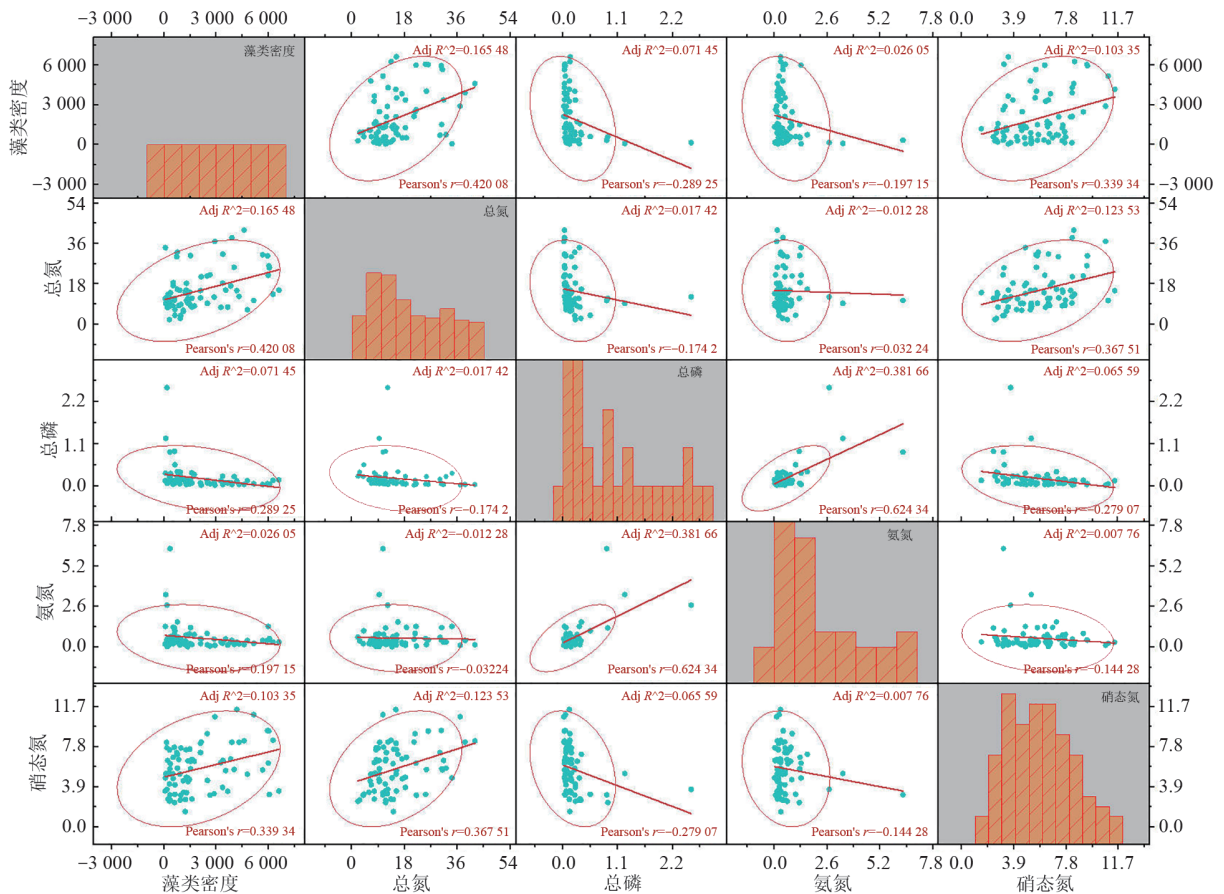 −3 000 0 3 000 6 000 0 18 36 54 0.0 1.1 2.2 0.0 2.6 5.2 7.8 0.0 3.9 7.8 11.7
藻类密度
6 000
3 000
0
−3 000
藻类密度
Adj R^2=0.165 48
Pearson's r=0.420 08
Adj R^2=0.071 45
Pearson's r=-0.289 25
Adj R^2=0.026 05
Pearson's r=-0.197 15
Adj R^2=0.103 35
Pearson's r=0.339 34
6 000
3 000
0
−3 000
总氮
54
36
18
0
Adj R^2=0.165 48
Pearson's r=0.420 08
总氮
Adj R^2=0.017 42
Pearson's r=-0.174 2
Adj R^2=-0.012 28
Pearson's r=0.032 24
Adj R^2=0.123 53
Pearson's r=0.367 51
54
36
18
0
总磷
2.2
1.1
0.0
Adj R^2=0.071 45
Pearson's r=0.289 25
Adj R^2=0.017 42
Pearson's r=-0.174 2
总磷
Adj R^2=0.381 66
Pearson's r=0.624 34
Adj R^2=0.065 59
Pearson's r=-0.279 07
2.2
1.1
0.0
氨氮
7.8
5.2
2.6
0.0
Adj R^2=0.026 05
Pearson's r=0.197 15
Adj R^2=-0.012 28
Pearson's r=-0.03224
Adj R^2=0.381 66
Pearson's r=0.624 34
氨氮
Adj R^2=0.007 76
Pearson's r=-0.144 28
7.8
5.2
2.6
0.0
硝态氮
11.7
7.8
3.9
0.0
Adj R^2=0.103 35
Pearson's r=0.339 34
Adj R^2=0.123 53
Pearson's r=0.367 51
Adj R^2=0.065 59
Pearson's r=-0.279 07
Adj R^2=0.007 76
Pearson's r=-0.144 28
硝态氮
11.7
7.8
3.9
0.0
−3 000 0 3 000 6 000 0 18 36 54 0.0 1.1 2.2 0.0 2.6 5.2 7.8 0.0 3.9 7.8 11.7
藻类密度 总氮 总磷 氨氮 硝态氮